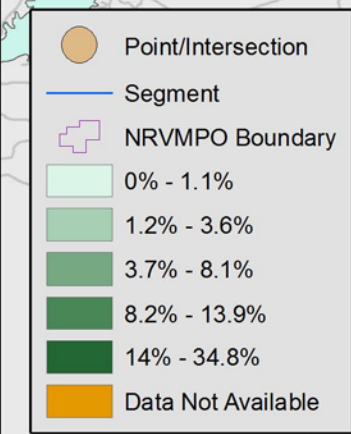 Point/Intersection
Segment
NRVMPO Boundary
0% - 1.1%
1.2% - 3.6%
3.7% - 8.1%
8.2% - 13.9%
14% - 34.8%
Data Not Available